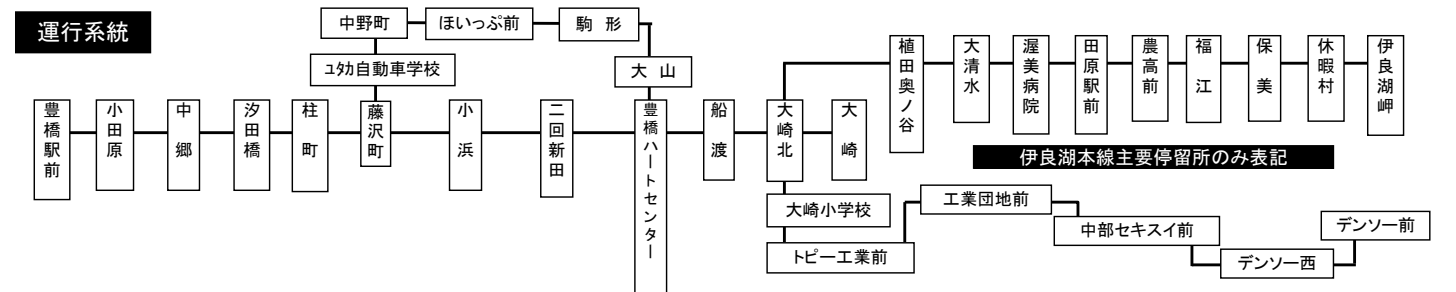 運行系統
中野町
ほいっぷ前
駒形
ユタカ自動車学校
大山
豊橋駅前
小田原
中郷
汐田橋
柱町
藤沢町
小浜
二回新田
豊橋ハートセンター
船渡
大崎北
大崎
植田奥ノ谷
大清水
渥美病院
田原駅前
農高前
福江
保美
休暇村
伊良湖岬
伊良湖本線主要停留所のみ表記
大崎小学校
トピー工業前
工業団地前
中部セキスイ前
デンソー西
デンソー前